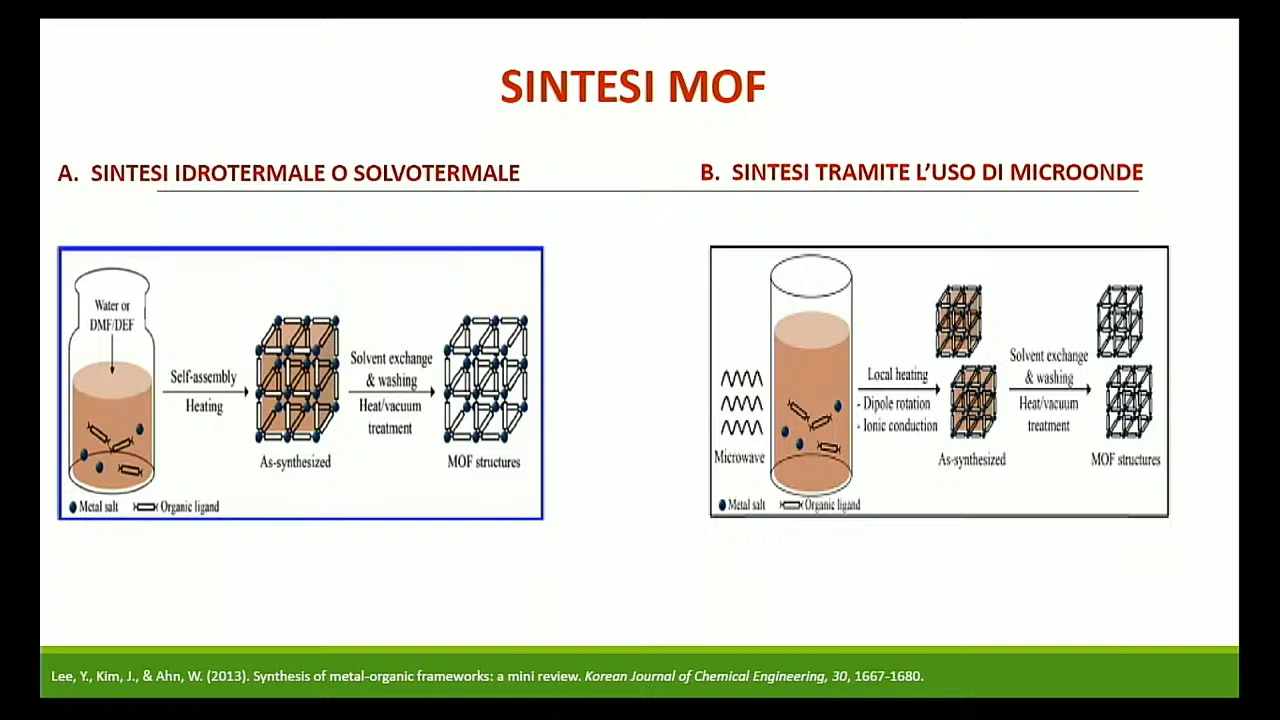 SINTESI MOF
A. SINTESI IDROTERMALE O SOLVOTERMALE
Water or
DMF/DEF
Self-assembly
Heating
As-synthesized
Solvent exchange
& washing
Heat/vacuum
treatment
MOF structures
Metal salt
Organic ligand
B. SINTESI TRAMITE L'USO DI MICROONDE
Microwave
Local heating
- Dipole rotation
- Ionic conduction
As-synthesized
Solvent exchange
& washing
Heat/vacuum
treatment
MOF structures
Metal salt
Organic ligand
Lee, Y., Kim, J., & Ahn, W. (2013). Synthesis of metal-organic frameworks: a mini review. Korean Journal of Chemical Engineering, 30, 1667-1680.